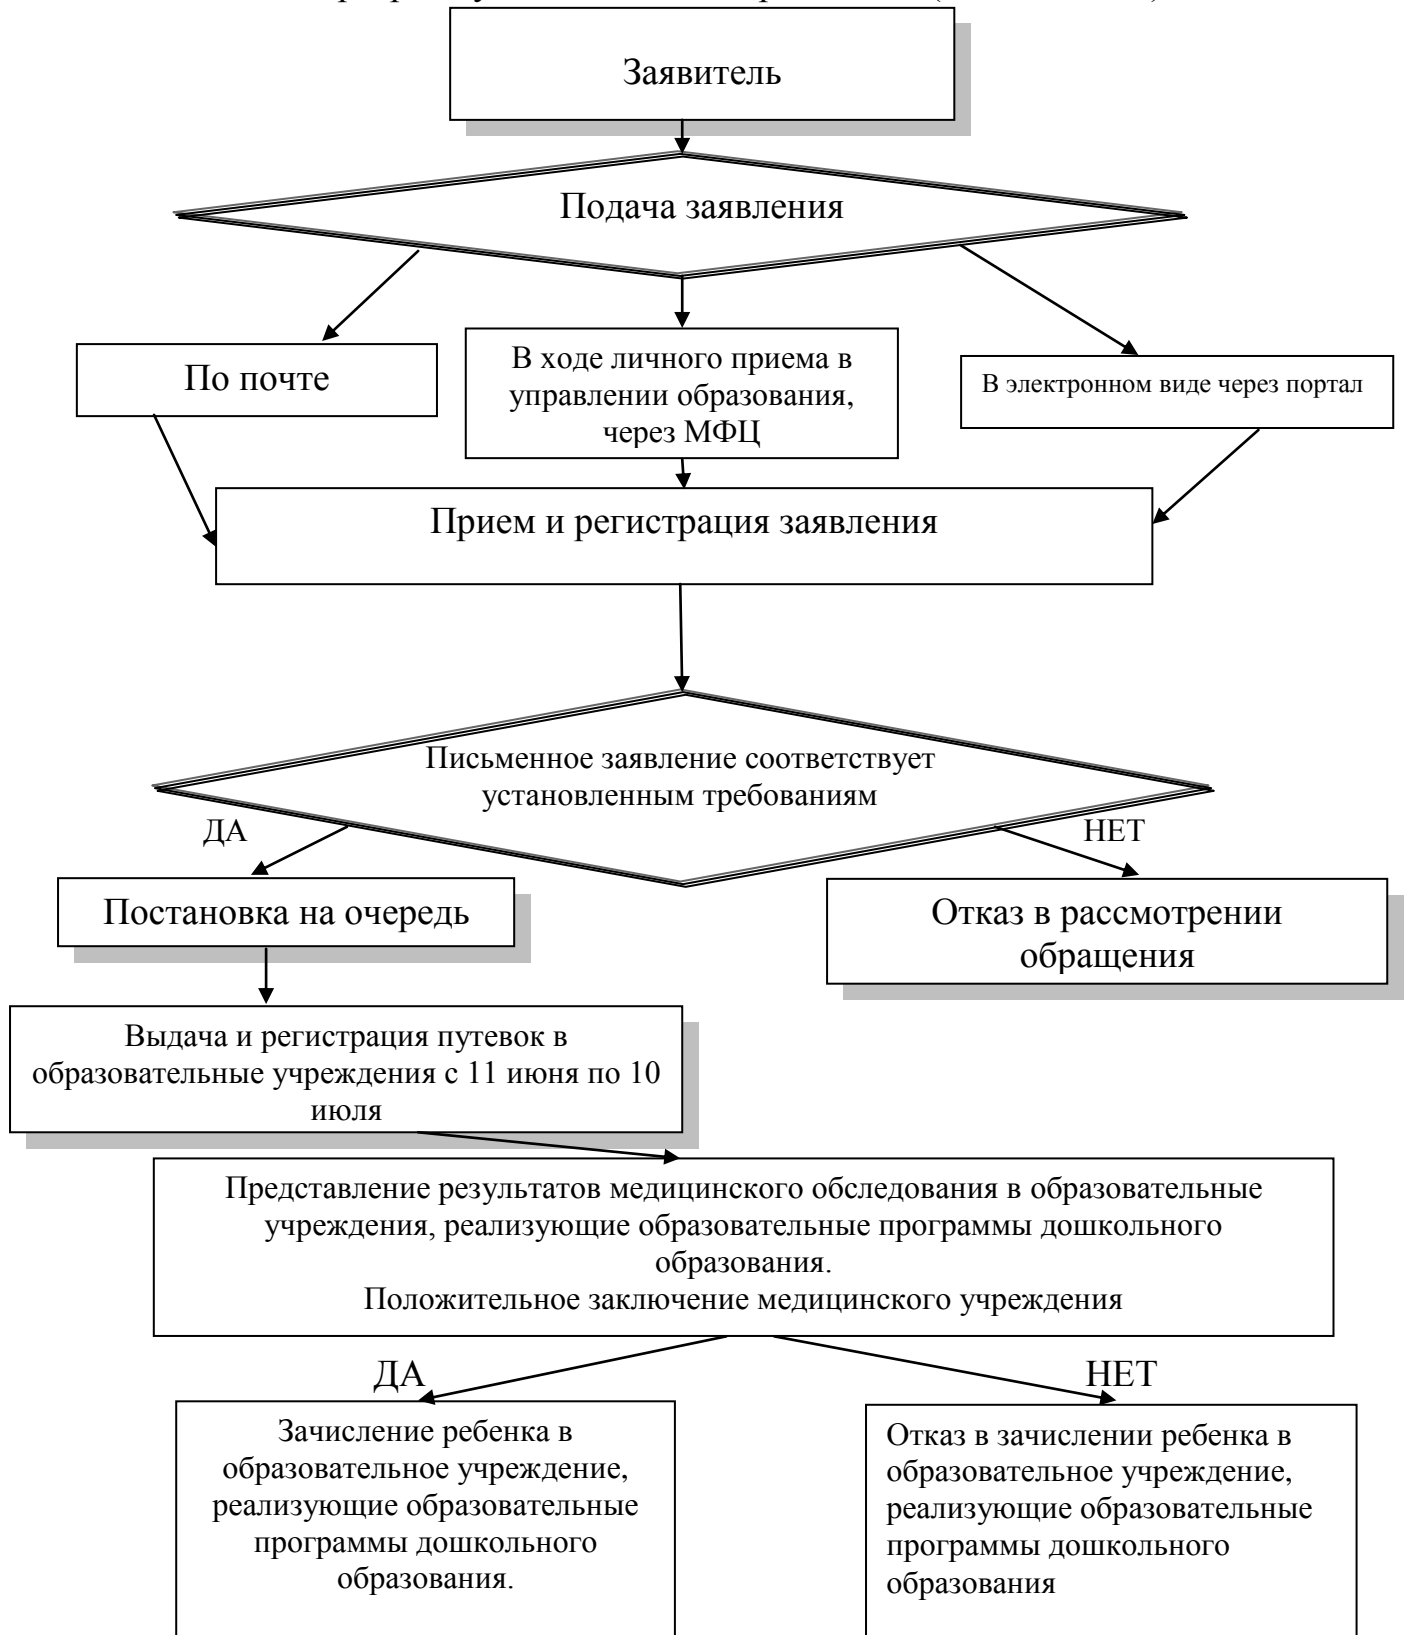 Заявитель
Подача заявления
По почте
В ходе личного приема в
управлении образования,
через МФЦ
В электронном виде через портал
Прием и регистрация заявления
Письменное заявление соответствует
установленным требованиям
ДА
НЕТ
Постановка на очередь
Отказ в рассмотрении
обращения
Выдача и регистрация путевок в
образовательные учреждения с 11 июня по 10
июля
Представление результатов медицинского обследования в образовательные
учреждения, реализующие образовательные программы дошкольного
образования.
Положительное заключение медицинского учреждения
ДА
НЕТ
Зачисление ребенка в
образовательное учреждение,
реализующие образовательные
программы дошкольного
образования.
Отказ в зачислении ребенка в
образовательное учреждение,
реализующие образовательные
программы дошкольного
образования